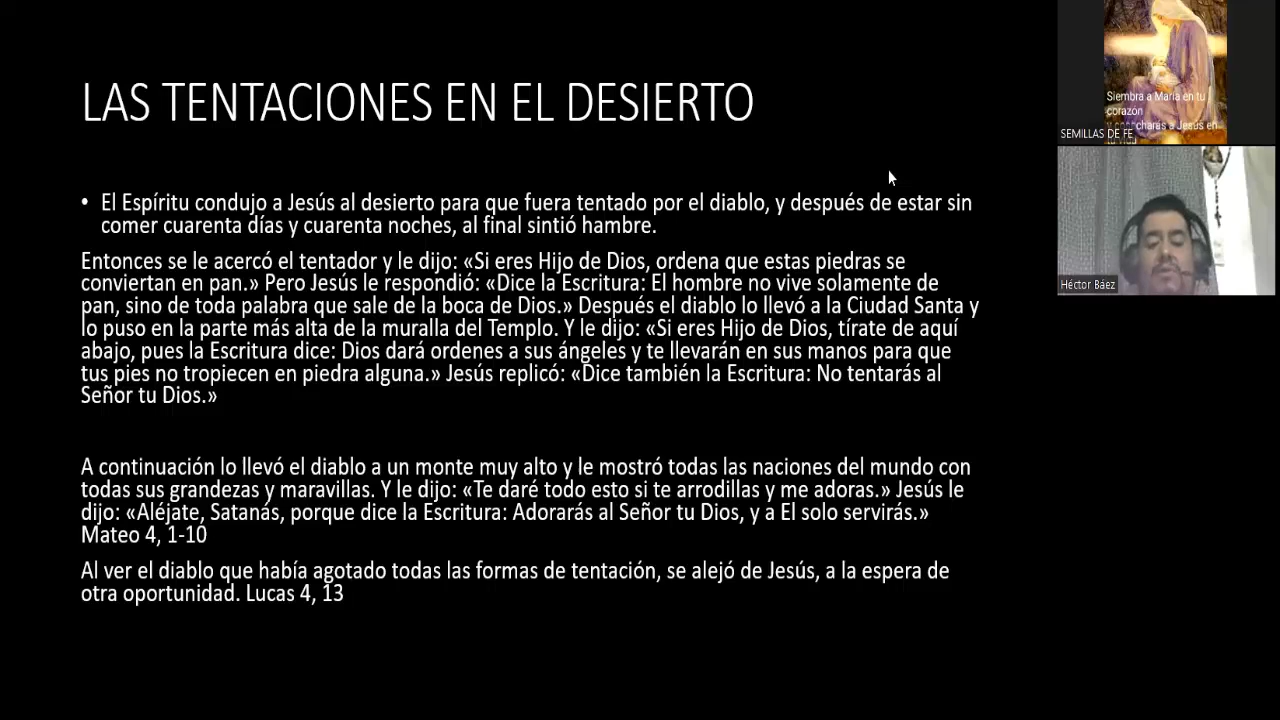 LAS TENTACIONES EN EL DESIERTO
• El Espíritu condujo a Jesús al desierto para que fuera tentado por el diablo, y después de estar sin
comer cuarenta días y cuarenta noches, al final sintió hambre.
Entonces se le acercó el tentador y le dijo: «Si eres Hijo de Dios, ordena que estas piedras se
conviertan en pan.» Pero Jesús le respondió: «Dice la Escritura: El hombre no vive solamente de
pan, sino de toda palabra que sale de la boca de Dios.» Después el diablo lo llevó a la Ciudad Santa y
lo puso en la parte más alta de la muralla del Templo. Y le dijo: «Si eres Hijo de Dios, tírate de aquí
abajo, pues la Escritura dice: Dios dará ordenes a sus ángeles y te llevarán en sus manos para que
tus pies no tropiecen en piedra alguna.» Jesús replicó: «Dice también la Escritura: No tentarás al
Señor tu Dios.»
A continuación lo llevó el diablo a un monte muy alto y le mostró todas las naciones del mundo con
todas sus grandezas y maravillas. Y le dijo: «Te daré todo esto si te arrodillas y me adoras.» Jesús le
dijo: «Aléjate, Satanás, porque dice la Escritura: Adorarás al Señor tu Dios, y a El solo servirás.»
Mateo 4, 1-10
Al ver el diablo que había agotado todas las formas de tentación, se alejó de Jesús, a la espera de
otra oportunidad. Lucas 4, 13
Siembra a María en tu
corazón
a Jesús en
SEMILLAS DE FE
Héctor Báez